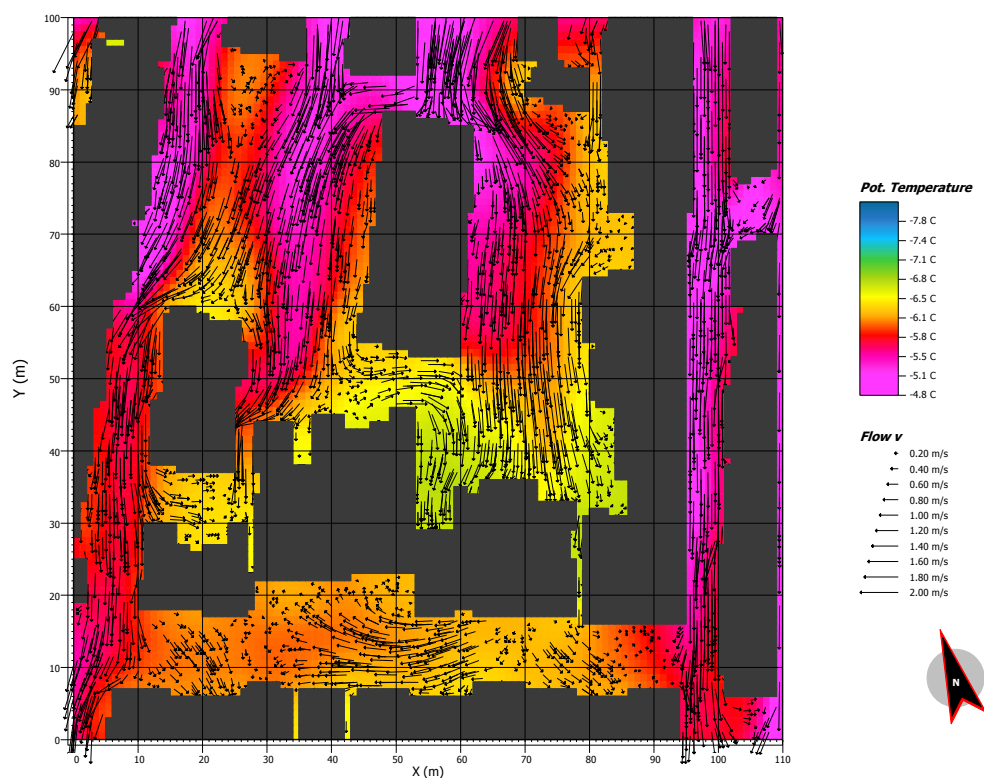 100
90
80
70
60
50
40
30
20
10
0
Y (m)
0 10 20 30 40 50 60 70 80 90 100 110
X (m)
Pot. Temperature
-7.8 C
-7.4 C
-7.1 C
-6.8 C
-6.5 C
-6.1 C
-5.8 C
-5.5 C
-5.1 C
-4.8 C
Flow v
0.20 m/s
0.40 m/s
0.60 m/s
0.80 m/s
1.00 m/s
1.20 m/s
1.40 m/s
1.60 m/s
1.80 m/s
2.00 m/s
N